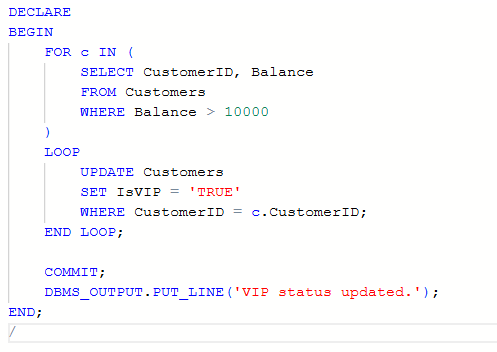 DECLARE
BEGIN
    FOR c IN (
        SELECT CustomerID, Balance
        FROM Customers
        WHERE Balance > 10000
    )
    LOOP
        UPDATE Customers
        SET IsVIP = 'TRUE'
        WHERE CustomerID = c.CustomerID;
    END LOOP;

    COMMIT;
    DBMS_OUTPUT.PUT_LINE('VIP status updated.');
END;
/